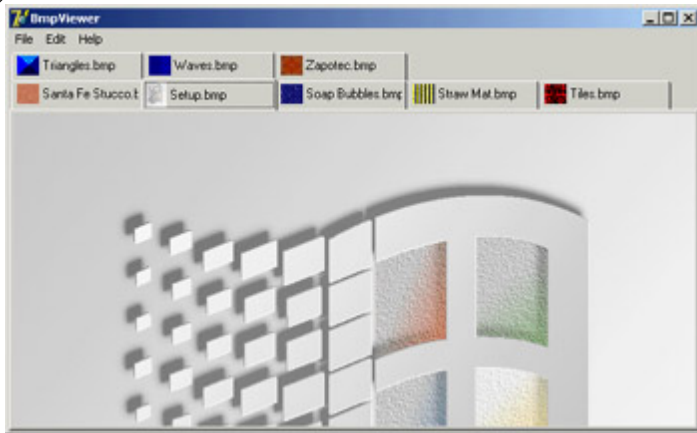 BmpViewer
File Edit Help
Triangles.bmp Waves.bmp Zapotec.bmp
Santa Fe Stucco.b Setup.bmp Soap Bubbles.bmp Straw Mat.bmp Tiles.bmp